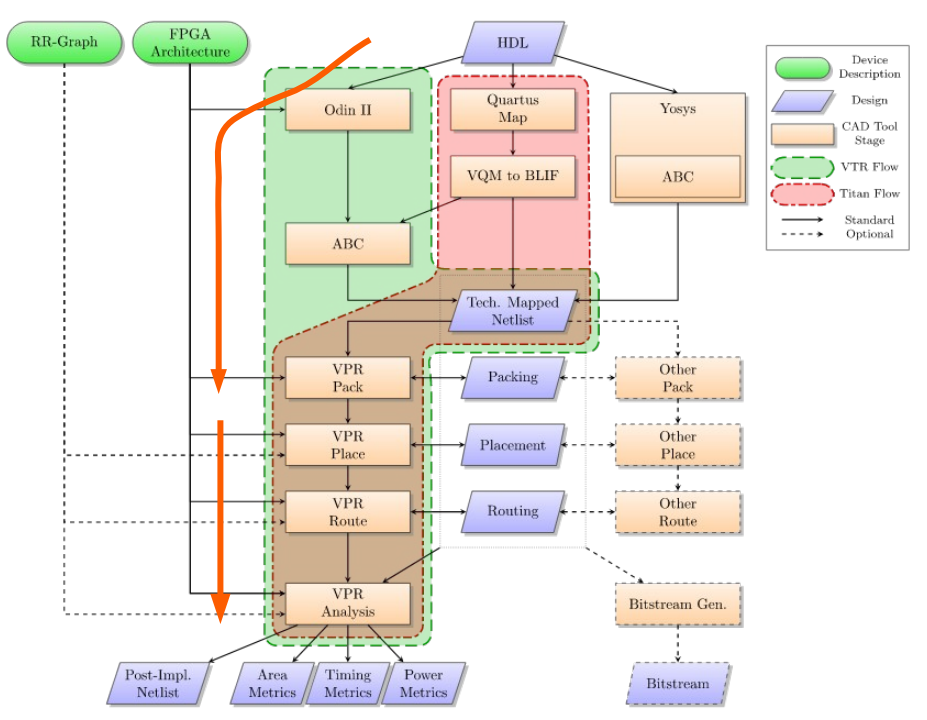 RR-Graph
FPGA
Architecture
HDL
Device
Description
Design
CAD Tool
Stage
VTR Flow
Titan Flow
Standard
Optional
Odin II
Quartus
Map
Yosys
VQM to BLIF
ABC
ABC
Tech. Mapped
Netlist
VPR
Pack
Packing
Other
Pack
VPR
Place
Placement
Other
Place
VPR
Route
Routing
Other
Route
VPR
Analysis
Bitstream Gen.
Post-Impl.
Netlist
Area
Metrics
Timing
Metrics
Power
Metrics
Bitstream